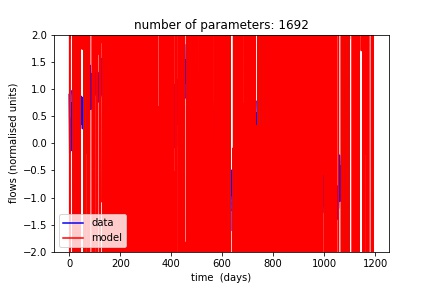 number of parameters: 1692
flows (normalised units)
2.0
1.5
1.0
0.5
0.0
−0.5
−1.0
−1.5
−2.0
data
model
0 200 400 600 800 1000 1200
time (days)